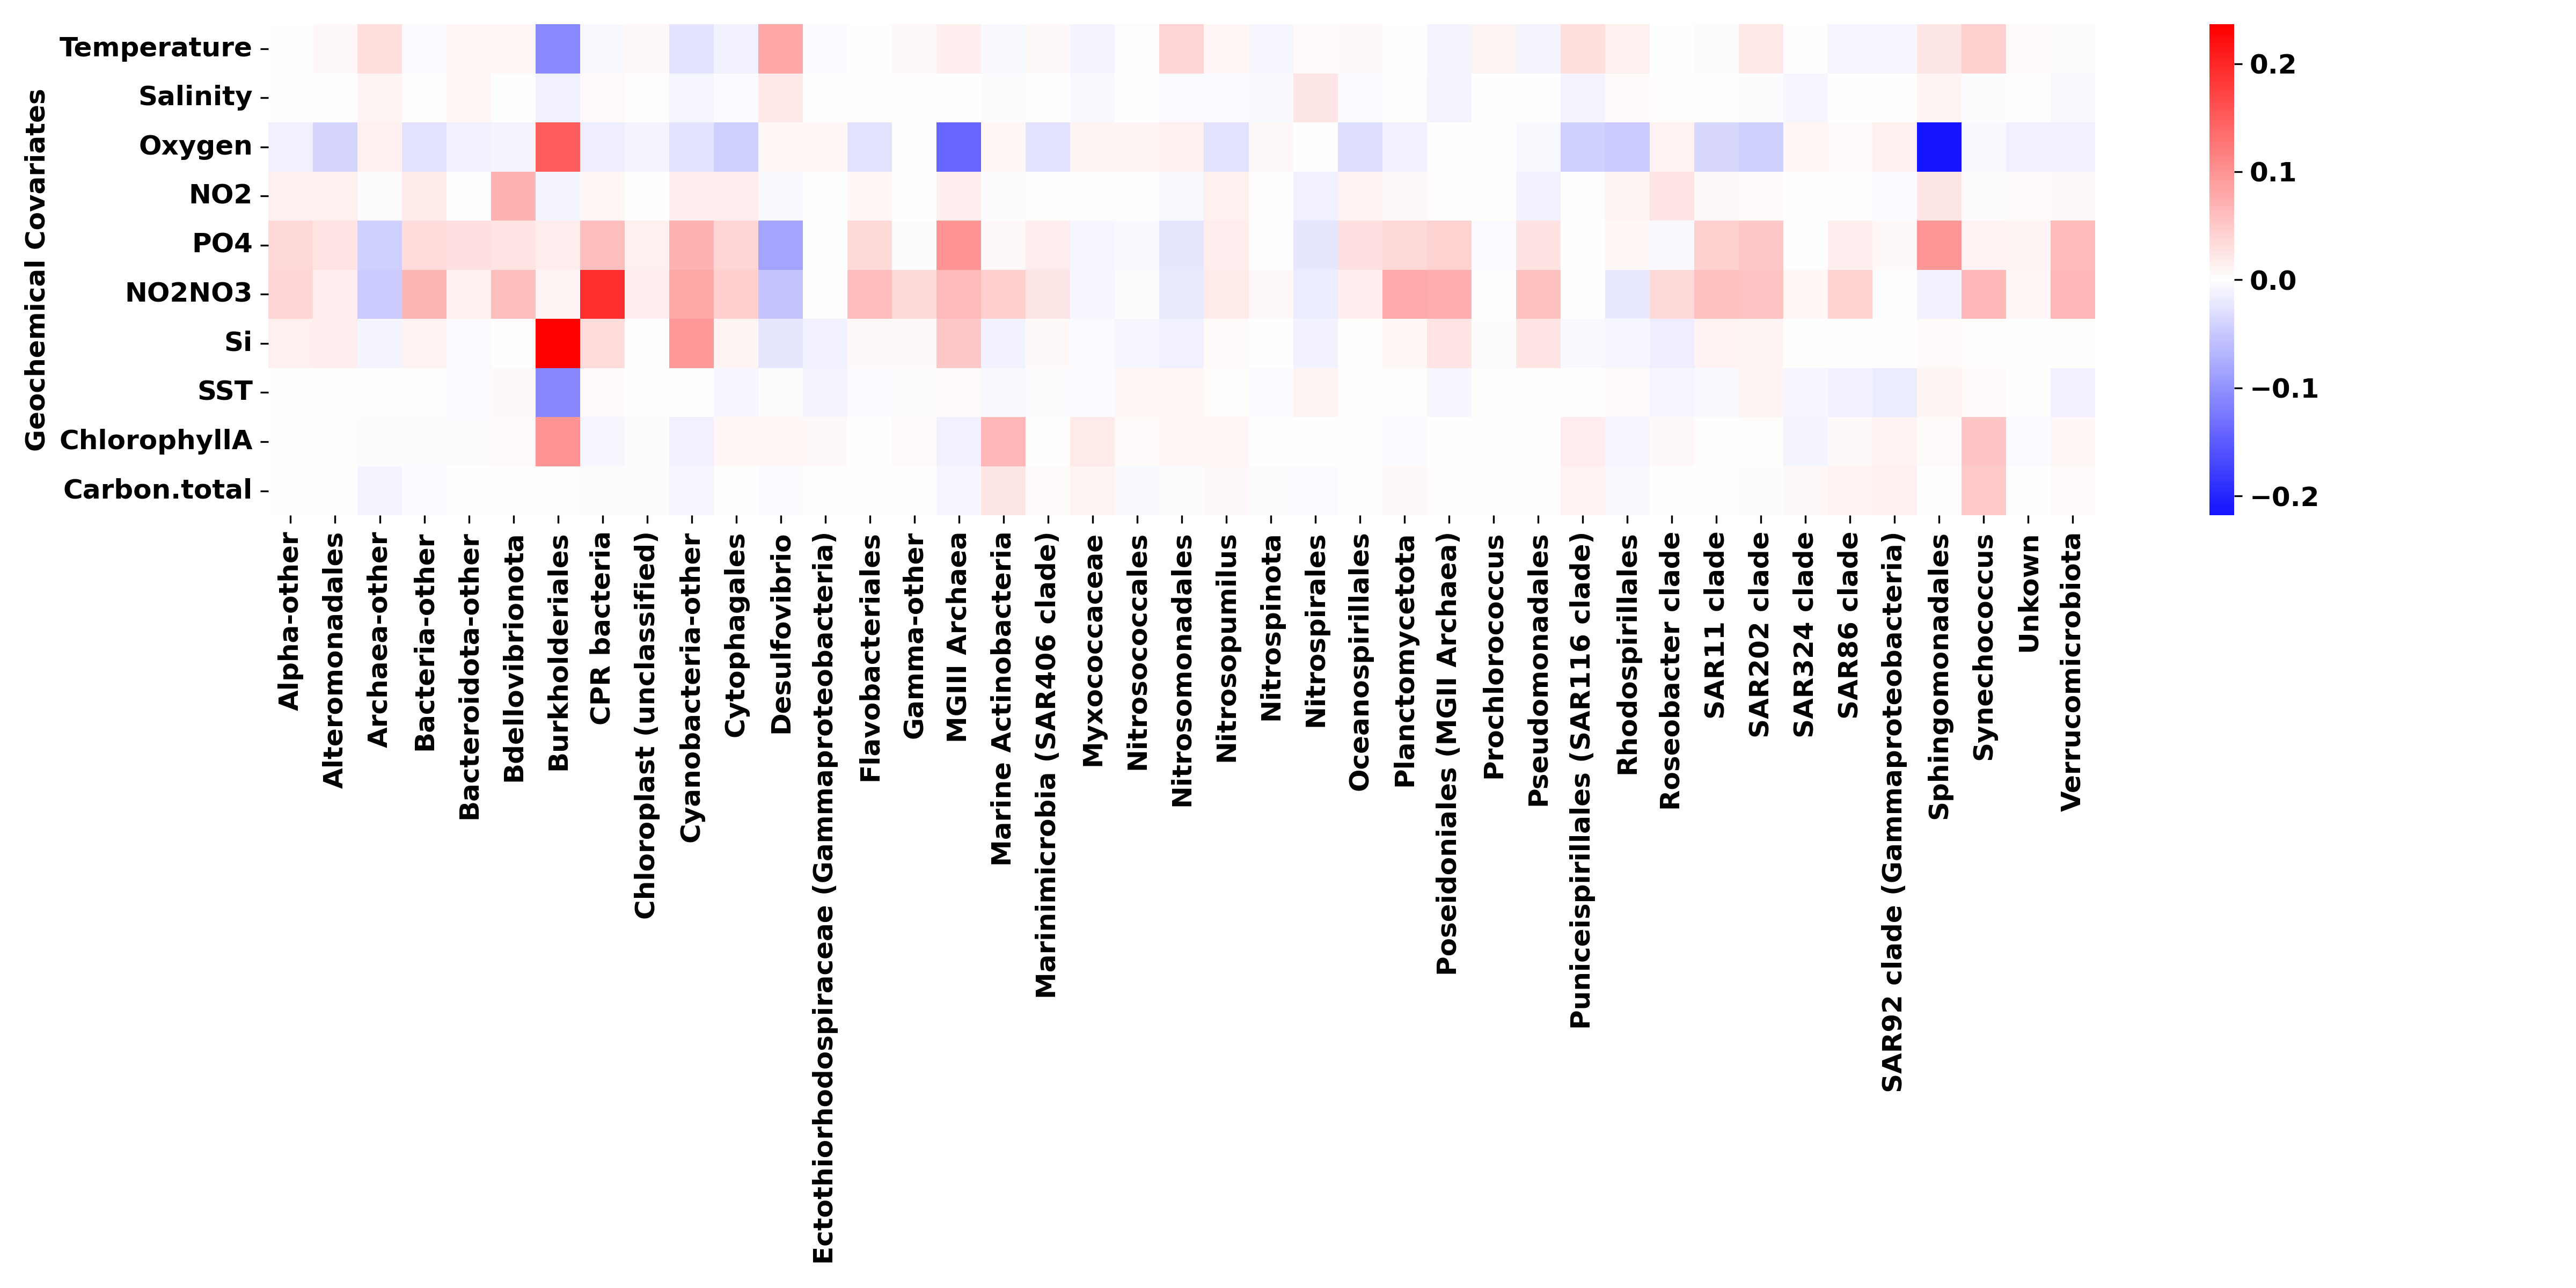 Geochemical Covariates
Temperature
Salinity
Oxygen
NO2
PO4
NO2NO3
Si
SST
ChlorophyllA
Carbon.total
0.2
0.1
0.0
−0.1
−0.2
Alpha-other
Alteromonadales
Archaea-other
Bacteria-other
Bacteroidota-other
Bdellovibrionota
Burkholderiales
CPR bacteria
Chloroplast (unclassified)
Cyanobacteria-other
Cytophagales
Desulfovibrio
Ectothiorhodospiraceae (Gammaproteobacteria)
Flavobacteriales
Gamma-other
MGIII Archaea
Marine Actinobacteria
Marinimicrobia (SAR406 clade)
Myxococcaceae
Nitrosococcales
Nitrosomonadales
Nitrosopumilus
Nitrospinota
Nitrospirales
Oceanospirillales
Planctomycetota
Poseidoniales (MGII Archaea)
Prochlorococcus
Pseudomonadales
Puniceispirillales (SAR116 clade)
Rhodospirillales
Roseobacter clade
SAR11 clade
SAR202 clade
SAR324 clade
SAR86 clade
SAR92 clade (Gammaproteobacteria)
Sphingomonadales
Synechococcus
Unkown
Verrucomicrobiota